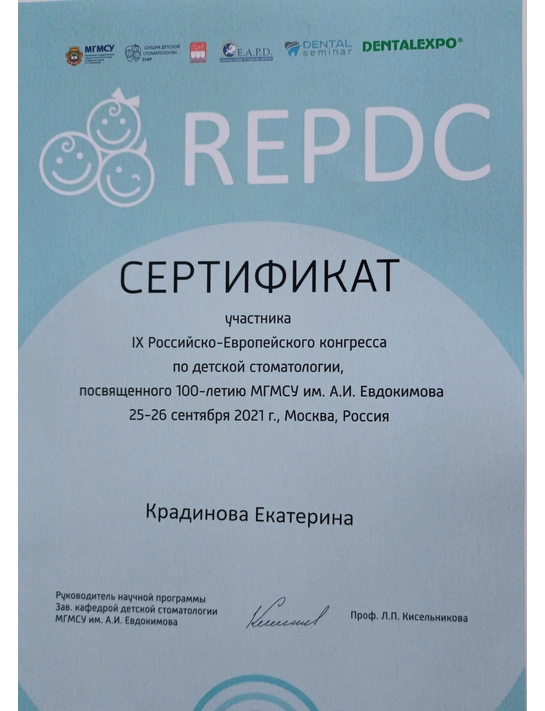 МГМСУ
СЕКЦИЯ ДЕТСКОЙ
СТОМАТОЛОГИИ
СтАР
E.A.P.D.
DENTAL
seminar
DENTALEXPO®
REPDC
СЕРТИФИКАТ
участника
IX Российско-Европейского конгресса
по детской стоматологии,
посвященного 100-летию МГМСУ им. А.И. Евдокимова
25-26 сентября 2021 г., Москва, Россия
Крадинова Екатерина
Руководитель научной программы
Зав. кафедрой детской стоматологии
МГМСУ им. А.И. Евдокимова
Проф. Л.П. Кисельникова